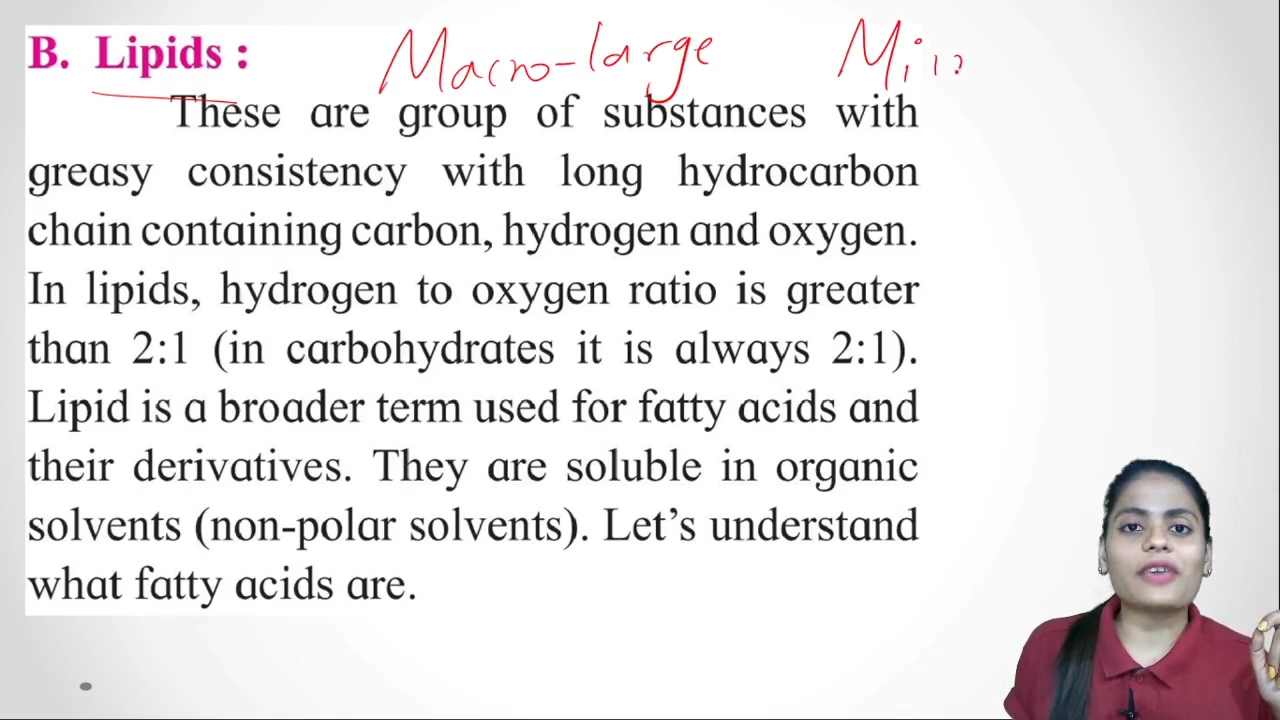 B. Lipids :
Macro-large
These are group of substances with
greasy consistency with long hydrocarbon
chain containing carbon, hydrogen and oxygen.
In lipids, hydrogen to oxygen ratio is greater
than 2:1 (in carbohydrates it is always 2:1).
Lipid is a broader term used for fatty acids and
their derivatives. They are soluble in organic
solvents (non-polar solvents). Let's understand
what fatty acids are.